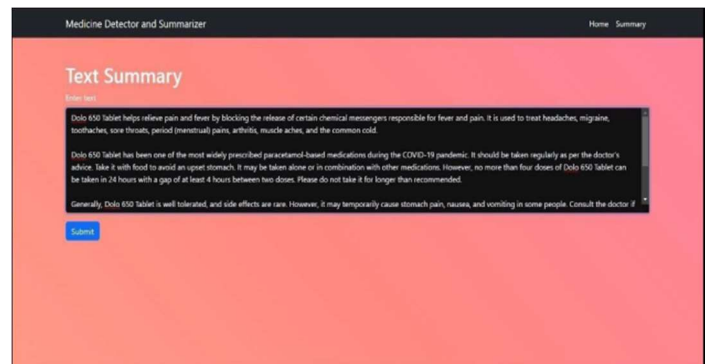 Medicine Detector and Summarizer
Home Summary
Text Summary
Enter text
Dolo 650 Tablet helps relieve pain and fever by blocking the release of certain chemical messengers responsible for fever and pain. It is used to treat headaches, migraine,
toothaches, sore throats, period (menstrual) pains, arthritis, muscle aches, and the common cold.
Dolo 650 Tablet has been one of the most widely prescribed paracetamol-based medications during the COVID-19 pandemic. It should be taken regularly as per the doctor's
advice. Take it with food to avoid an upset stomach. It may be taken alone or in combination with other medications. However, no more than four doses of Dolo 650 Tablet can
be taken in 24 hours with a gap of at least 4 hours between two doses. Please do not take it for longer than recommended.
Generally, Dolo 650 Tablet is well tolerated, and side effects are rare. However, it may temporarily cause stomach pain, nausea, and vomiting in some people. Consult the doctor if
Submit